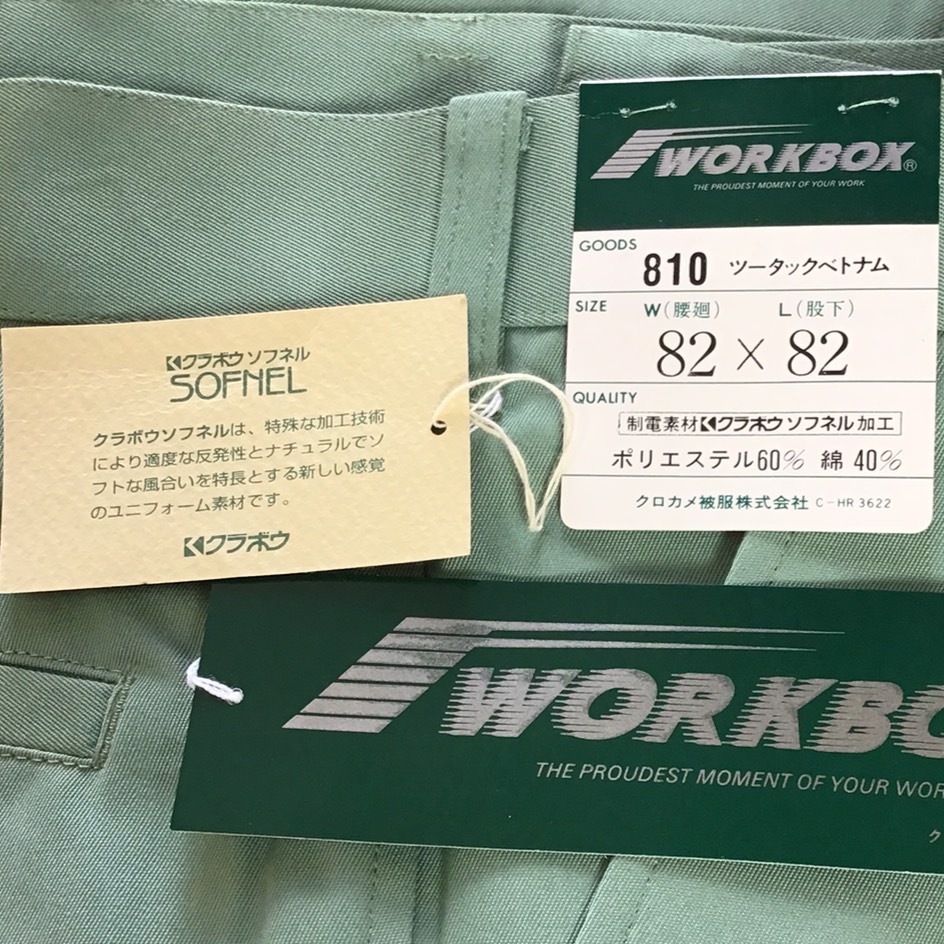 WORKBOX®
THE PROUDEST MOMENT OF YOUR WORK
GOODS
810 ツータックベトナム
SIZE W(腰廻) L(股下)
82 × 82
QUALITY
制電素材 クラボウ ソフネル 加工
ポリエステル60% 綿 40%
クロカメ被服株式会社 C-HR3622
クラボウ ソフネル
SOFNEL
クラボウソフネルは、特殊な加工技術
により適度な反発性とナチュラルでソ
フトな風合いを特長とする新しい感覚
のユニフォーム素材です。
クラボウ
WORKBO
THE PROUDEST MOMENT OF YOUR WOR
ク